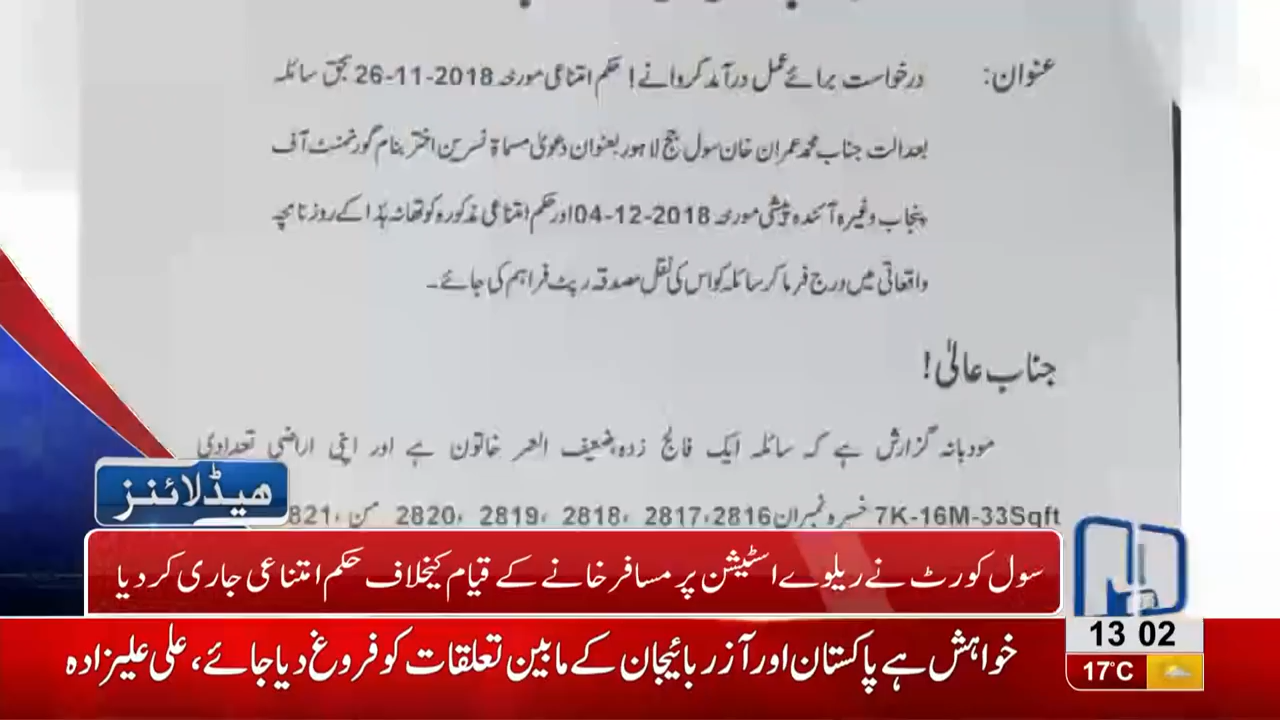 عنوان: درخواست برائے عمل درآمد کروانے! حکم امتناعی مورخہ 26-11-2018 بحق سائلہ
بعدالت جناب محمد عمران خان سول جج لاہور بعنوان دعویٰ مسماۃ نسرین اختر بنام گورنمنٹ آف
پنجاب وغیرہ آئندہ پیشی مورخہ 04-12-2018 اور حکم امتناعی مذکورہ کو تھانہ ہذا کے روزنامچہ
واقعاتی میں درج فرما کر سائلہ کو اس کی نقل مصدقہ رپٹ فراہم کی جائے۔
جناب عالیٰ!
مودبانہ گزارش ہے کہ سائلہ ایک فالج زدہ ضعیف العمر خاتون ہے اور اپنی اراضی تعدادی
7K-16M-33Sqft خسرہ نمبران 2816، 2817، 2818، 2819، 2820 من، 821
ھیڈلائنز
سول کورٹ نے ریلوے اسٹیشن پر مسافر خانے کے قیام کیخلاف حکم امتناعی جاری کر دیا
13 02
خواہش ہے پاکستان اور آذربائیجان کے مابین تعلقات کو فروغ دیا جائے، علی علیزادہ
17°C